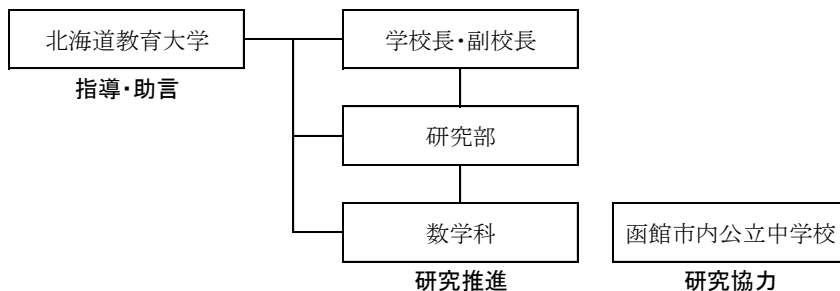 北海道教育大学
学校長・副校長
指導・助言
研究部
数学科
函館市内公立中学校
研究推進
研究協力